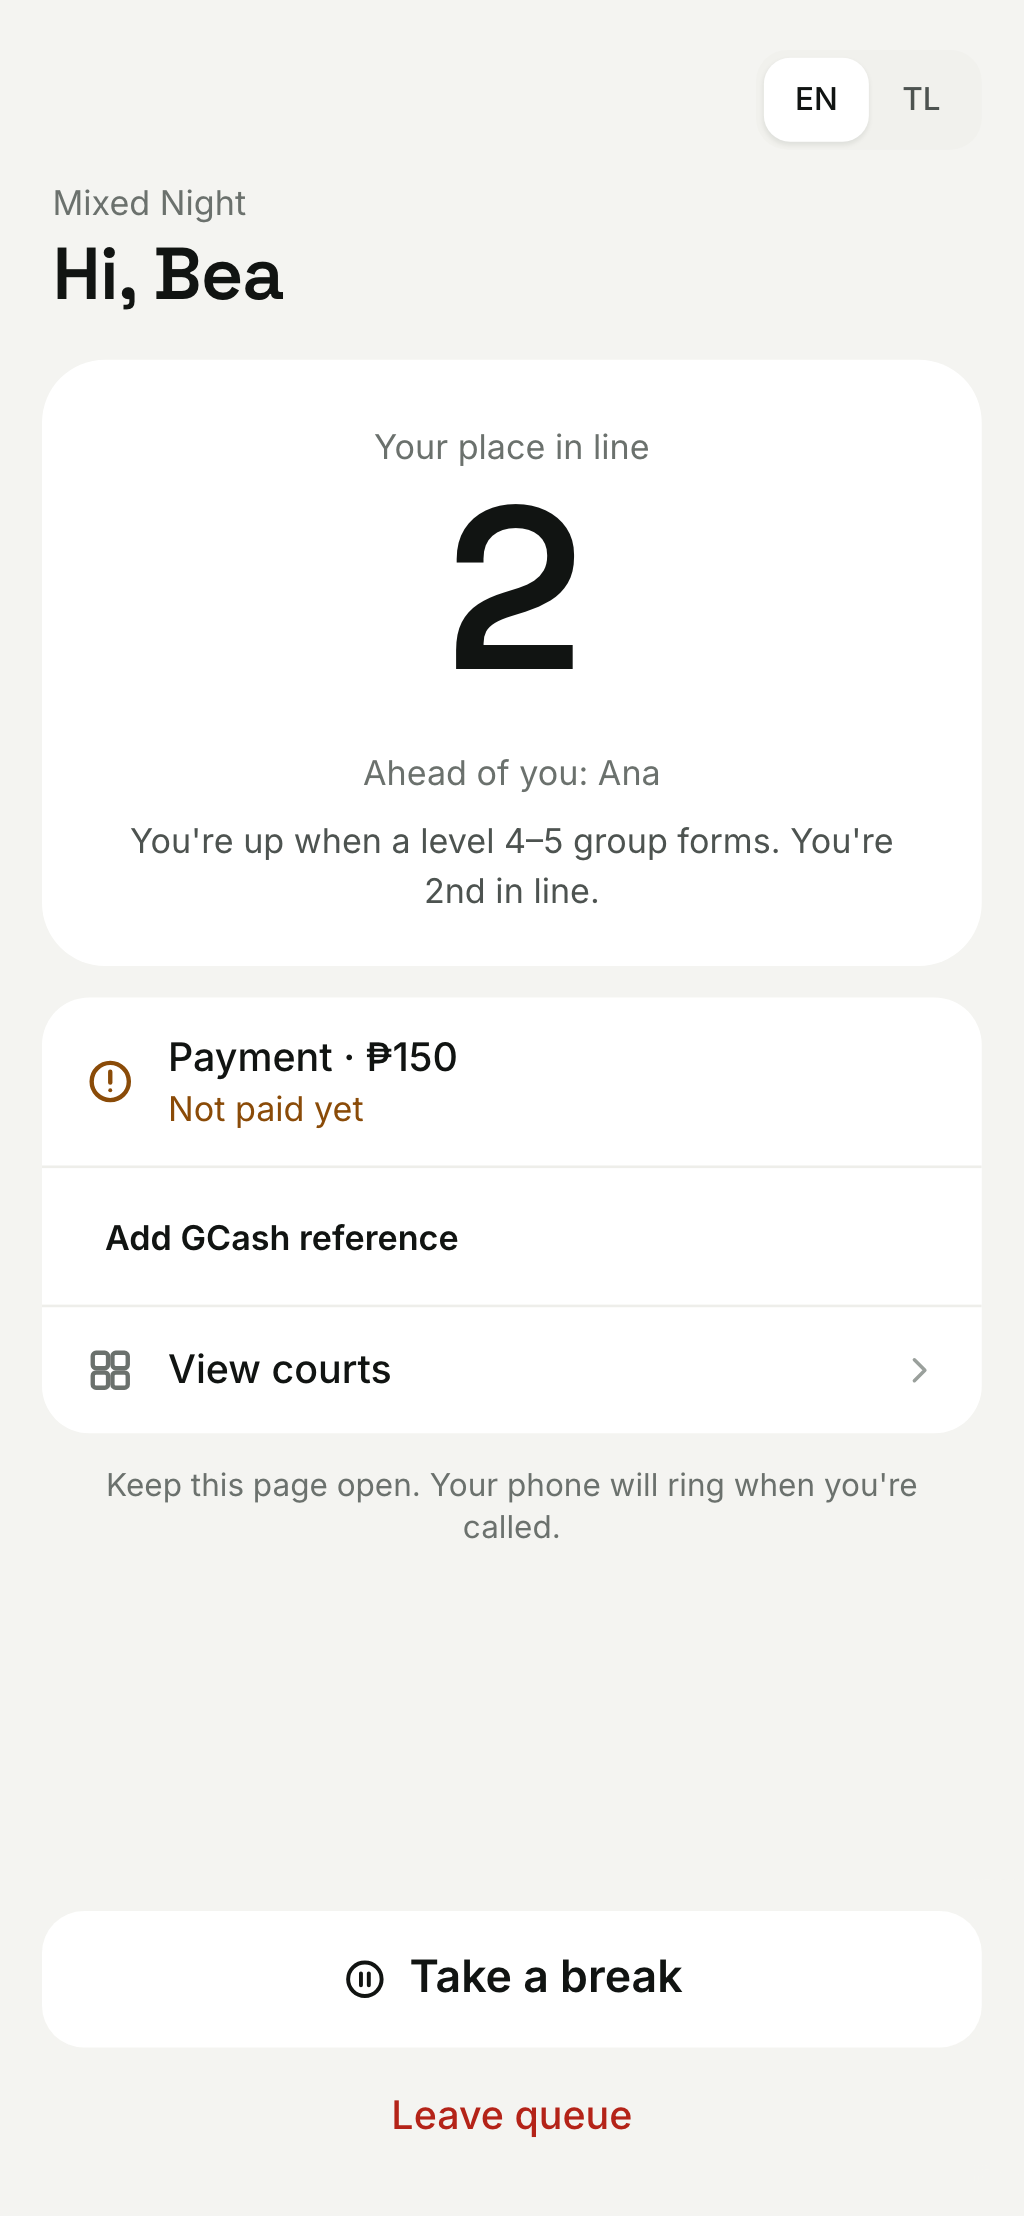 EN TL
Mixed Night
Hi, Bea
Your place in line
2
Ahead of you: Ana
You're up when a level 4–5 group forms. You're
2nd in line.
Payment · ₱150
Not paid yet
Add GCash reference
View courts
Keep this page open. Your phone will ring when you're
called.
Take a break
Leave queue